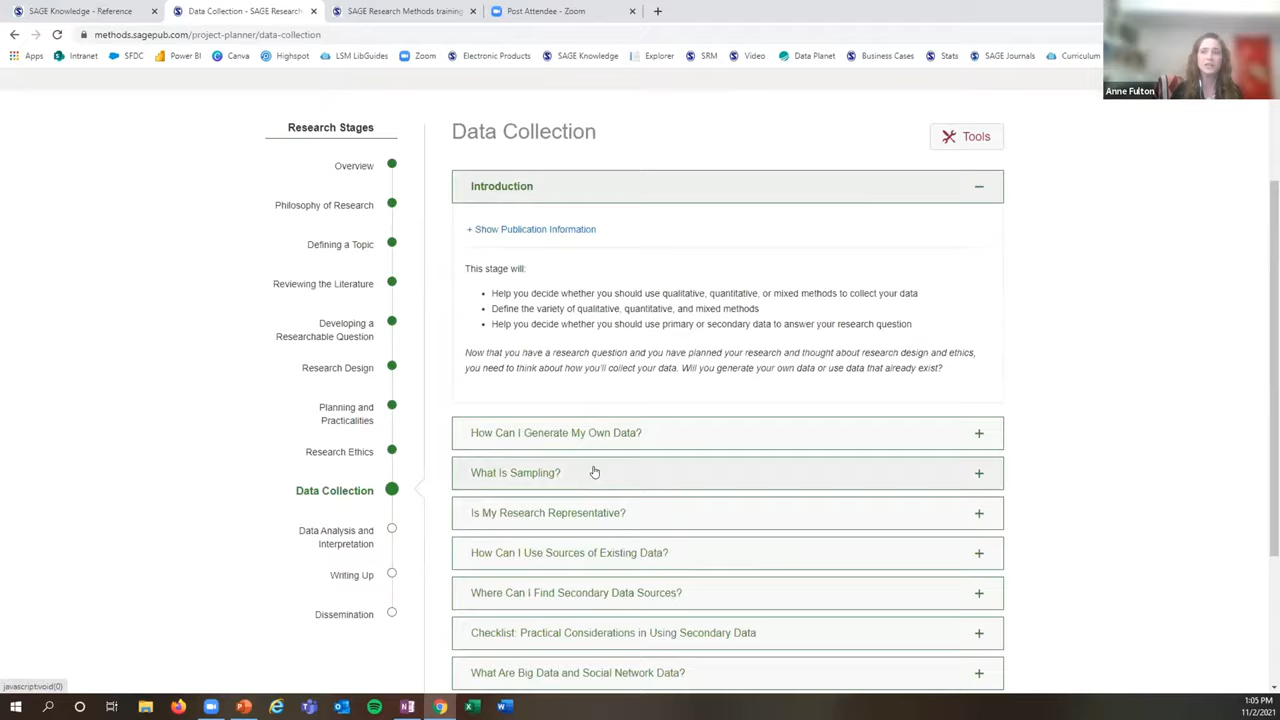 SAGE Knowledge - Reference
Data Collection - SAGE Research
SAGE Research Methods training
Post Attendee - Zoom
methods.sagepub.com/project-planner/data-collection
Apps
Intranet
SFDC
Power BI
Canva
Highspot
LSM LibGuides
Zoom
Electronic Products
SAGE Knowledge
Explorer
SRM
Video
Data Planet
Business Cases
Stats
SAGE Journals
Curriculum
Anne Fulton
Research Stages
Overview
Philosophy of Research
Defining a Topic
Reviewing the Literature
Developing a
Researchable Question
Research Design
Planning and
Practicalities
Research Ethics
Data Collection
Data Analysis and
Interpretation
Writing Up
Dissemination
Data Collection
Tools
Introduction
+ Show Publication Information
This stage will:
• Help you decide whether you should use qualitative, quantitative, or mixed methods to collect your data
• Define the variety of qualitative, quantitative, and mixed methods
• Help you decide whether you should use primary or secondary data to answer your research question
Now that you have a research question and you have planned your research and thought about research design and ethics,
you need to think about how you'll collect your data. Will you generate your own data or use data that already exist?
How Can I Generate My Own Data?
What Is Sampling?
Is My Research Representative?
How Can I Use Sources of Existing Data?
Where Can I Find Secondary Data Sources?
Checklist: Practical Considerations in Using Secondary Data
What Are Big Data and Social Network Data?
javascript:void(0)
1:05 PM
11/2/2021